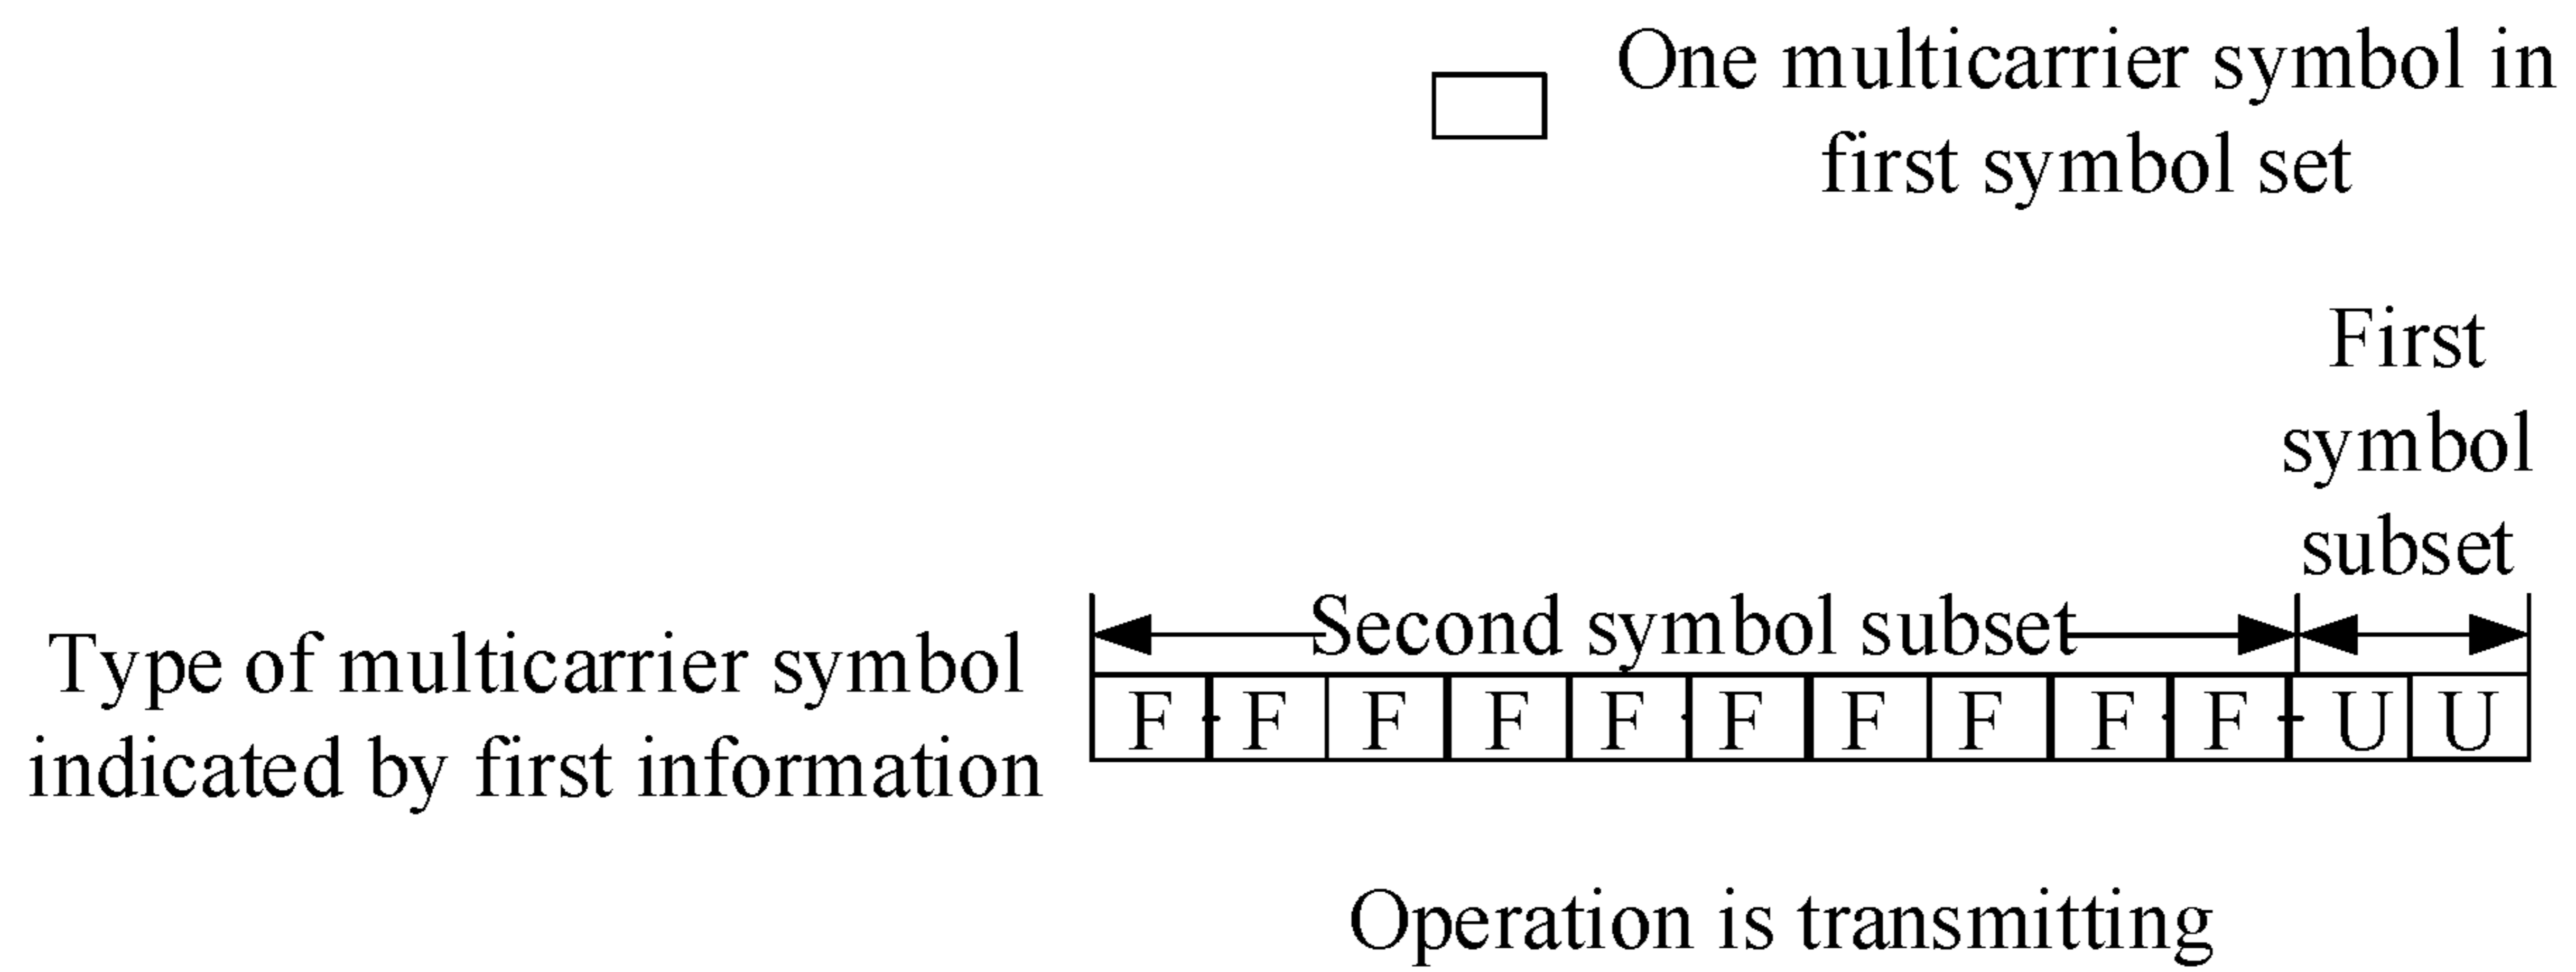 One multicarrier symbol in
first symbol set
First
symbol
subset
Second symbol subset
Type of multicarrier symbol
indicated by first information
F F F F F F F F F F U U
Operation is transmitting